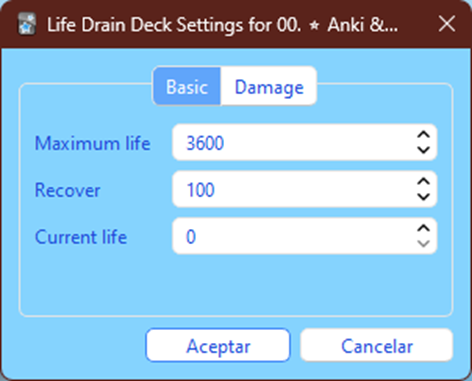 Life Drain Deck Settings for 00. ★ Anki &...
Basic Damage
Maximum life 3600
Recover 100
Current life 0
Aceptar Cancelar